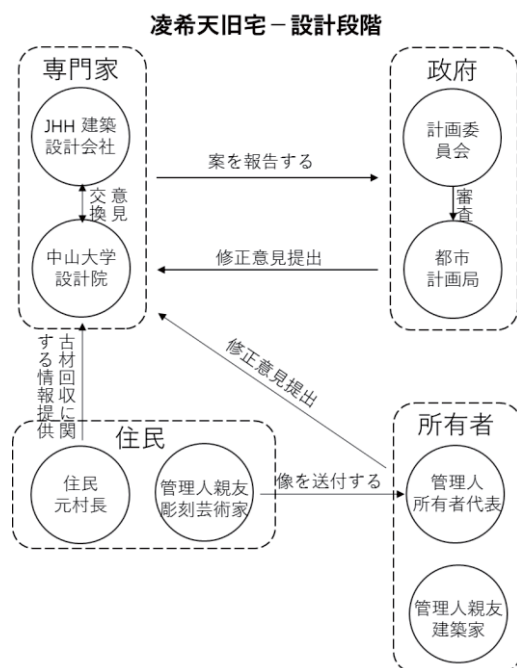 凌希天旧宅－設計段階
専門家
政府
JHH 建築
設計会社
計画委
員会
案を報告する
意見
交換
審査
中山大学
設計院
都市
計画局
修正意見提出
修正意見提出
古材回収に関
する情報提供
住民
所有者
住民
元村長
管理人親友
彫刻芸術家
像を送付する
管理人
所有者代表
管理人親友
建築家